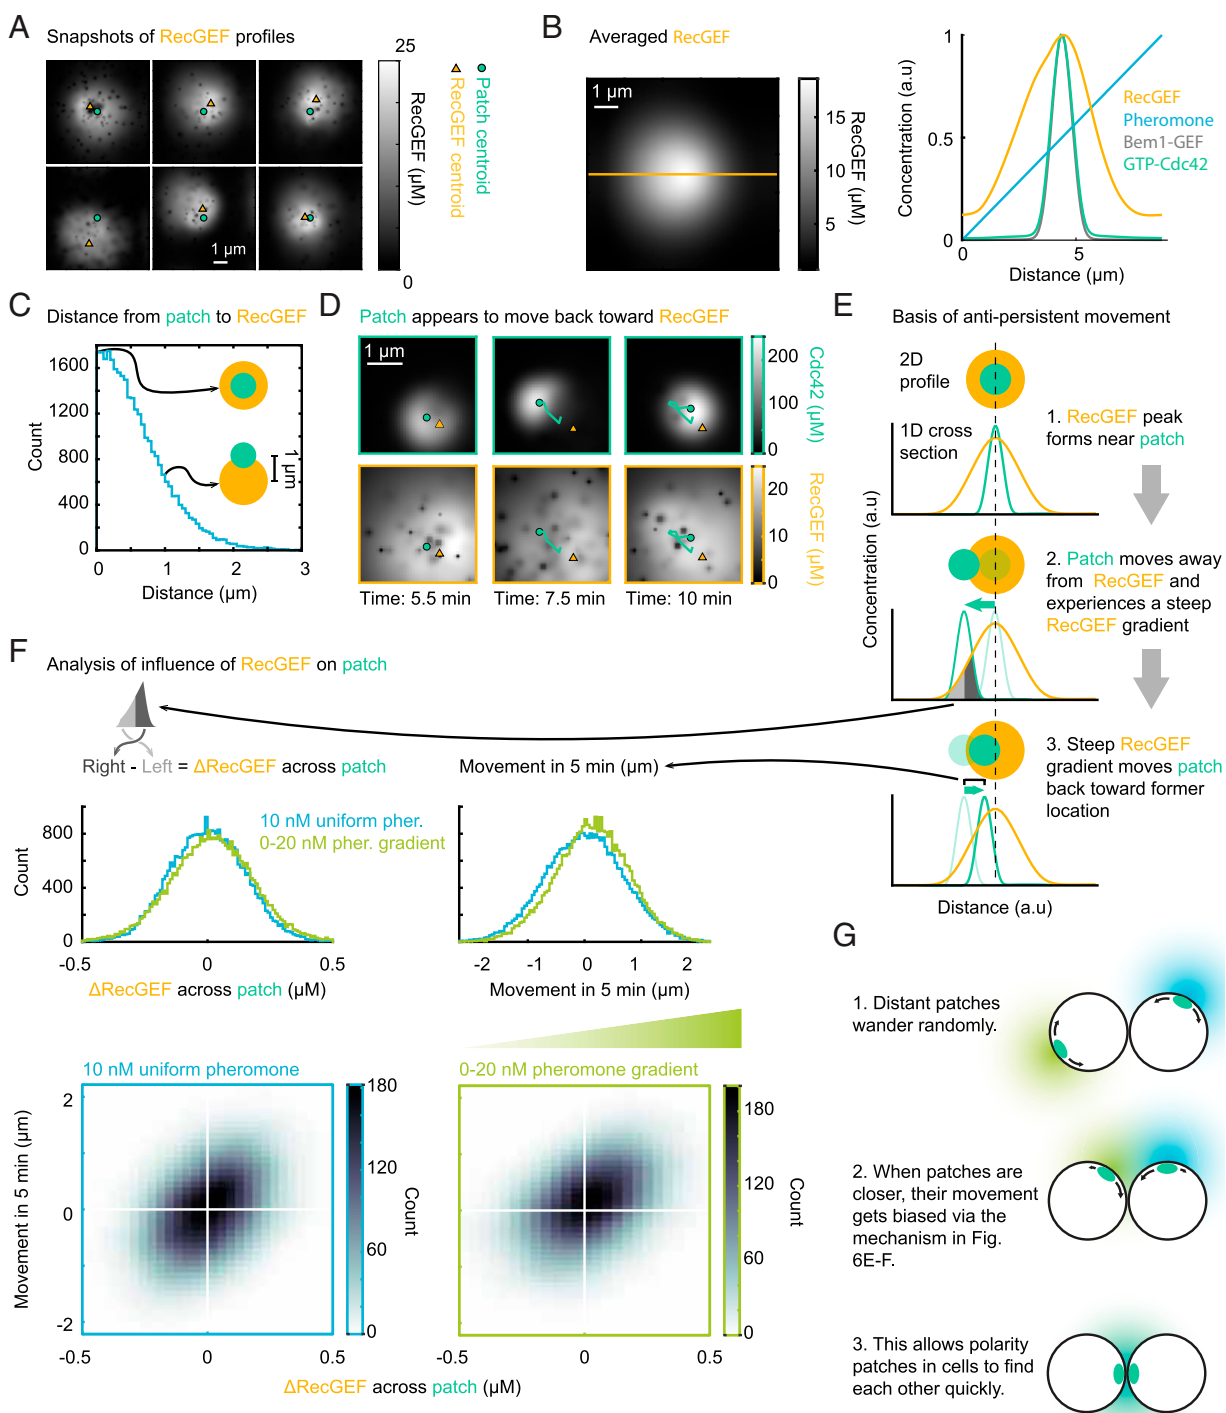 A
Snapshots of RecGEF profiles
25
RecGEF (µM)
0
RecGEF centroid
Patch centroid
1 µm
B
Averaged RecGEF
1 µm
15
10
5
RecGEF (µM)
Concentration (a.u)
1
0.5
0
RecGEF
Pheromone
Bem1-GEF
GTP-Cdc42
0
5
Distance (µm)
C
Distance from patch to RecGEF
Count
1600
1200
800
400
0
1 µm
0
1
2
3
Distance (µm)
D
Patch appears to move back toward RecGEF
1 µm
200
100
0
Cdc42 (µM)
20
10
0
RecGEF (µM)
Time: 5.5 min
Time: 7.5 min
Time: 10 min
E
Basis of anti-persistent movement
2D
profile
1D cross
section
1. RecGEF peak
forms near patch
Concentration (a.u)
2. Patch moves away
from RecGEF and
experiences a steep
RecGEF gradient
3. Steep RecGEF
gradient moves patch
back toward former
location
Distance (a.u)
F
Analysis of influence of RecGEF on patch
Right - Left = ΔRecGEF across patch
Movement in 5 min (µm)
10 nM uniform pher.
0-20 nM pher. gradient
Count
800
400
0
-0.5
0
0.5
ΔRecGEF across patch (µM)
-2
-1
0
1
2
Movement in 5 min (µm)
10 nM uniform pheromone
0-20 nM pheromone gradient
Movement in 5 min (µm)
2
0
-2
180
120
60
0
Count
180
120
60
0
Count
-0.5
0
0.5
-0.5
0
0.5
ΔRecGEF across patch (µM)
G
1. Distant patches
wander randomly.
2. When patches are
closer, their movement
gets biased via the
mechanism in Fig.
6E-F.
3. This allows polarity
patches in cells to find
each other quickly.